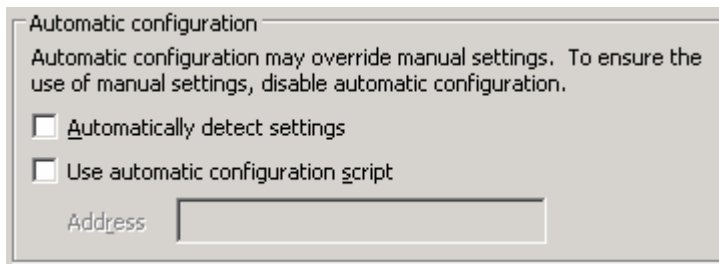 Automatic configuration
Automatic configuration may override manual settings.  To ensure the
use of manual settings, disable automatic configuration.
Automatically detect settings
Use automatic configuration script
Address